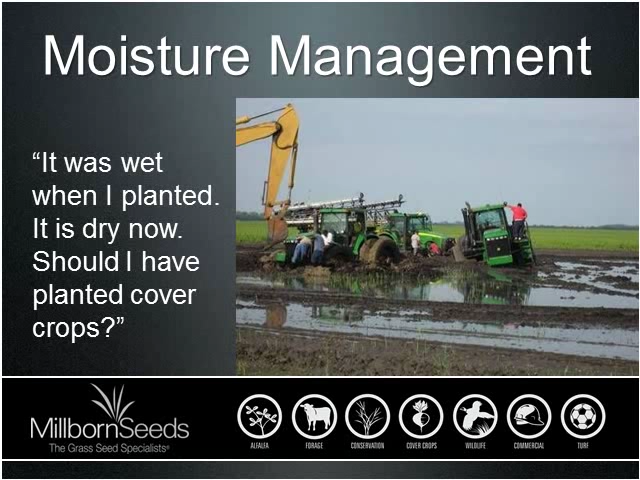 Moisture Management
“It was wet
when I planted.
It is dry now.
Should I have
planted cover
crops?”
MillbornSeeds
The Grass Seed Specialists®
ALFALFA
FORAGE
CONSERVATION
COVER CROPS
WILDLIFE
COMMERCIAL
TURF